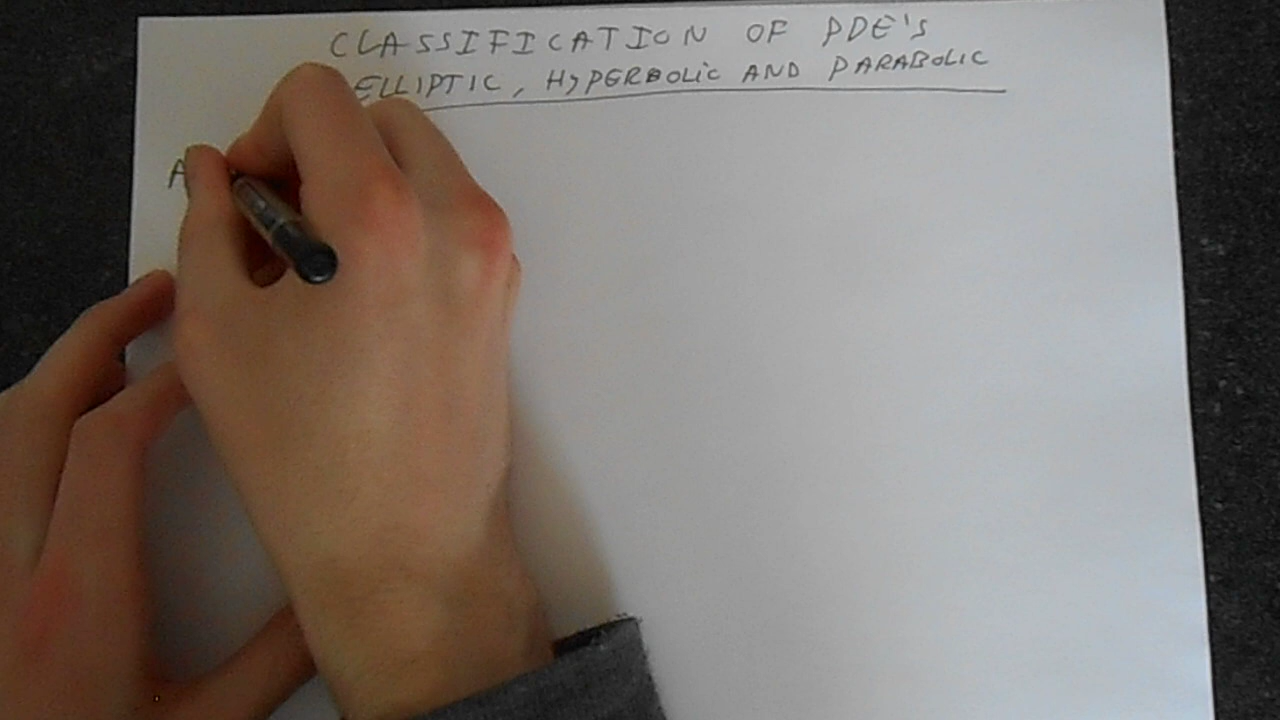 CLASSIFICATION OF PDE's
ELLIPTIC, HYPERBOLIC AND PARABOLIC
A